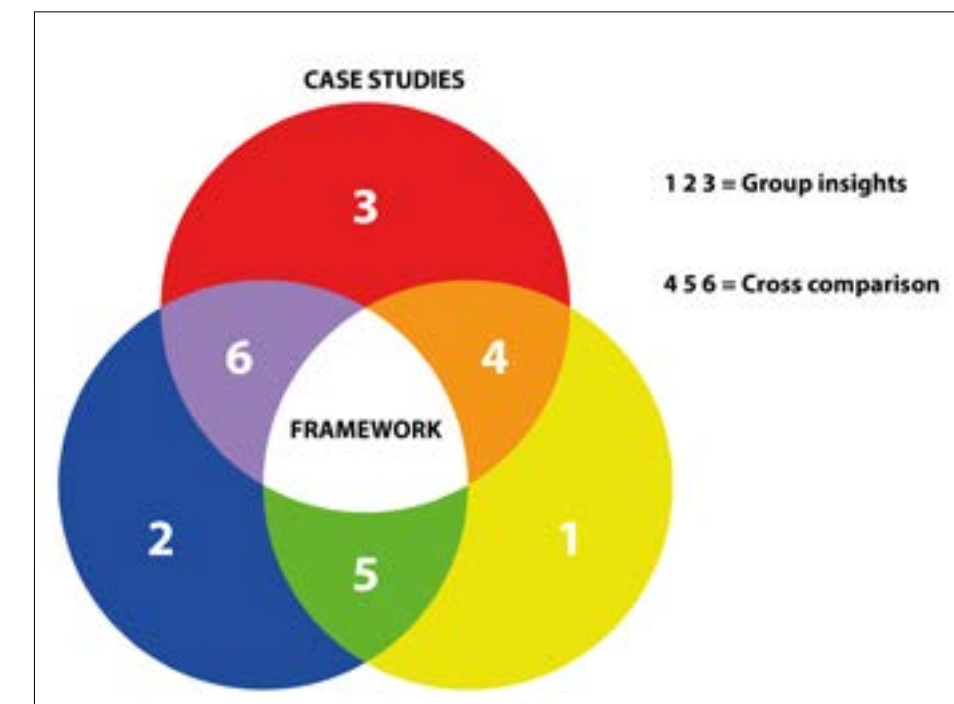 CASE STUDIES
3
1 2 3 = Group insights
4 5 6 = Cross comparison
6
4
FRAMEWORK
2
1
5